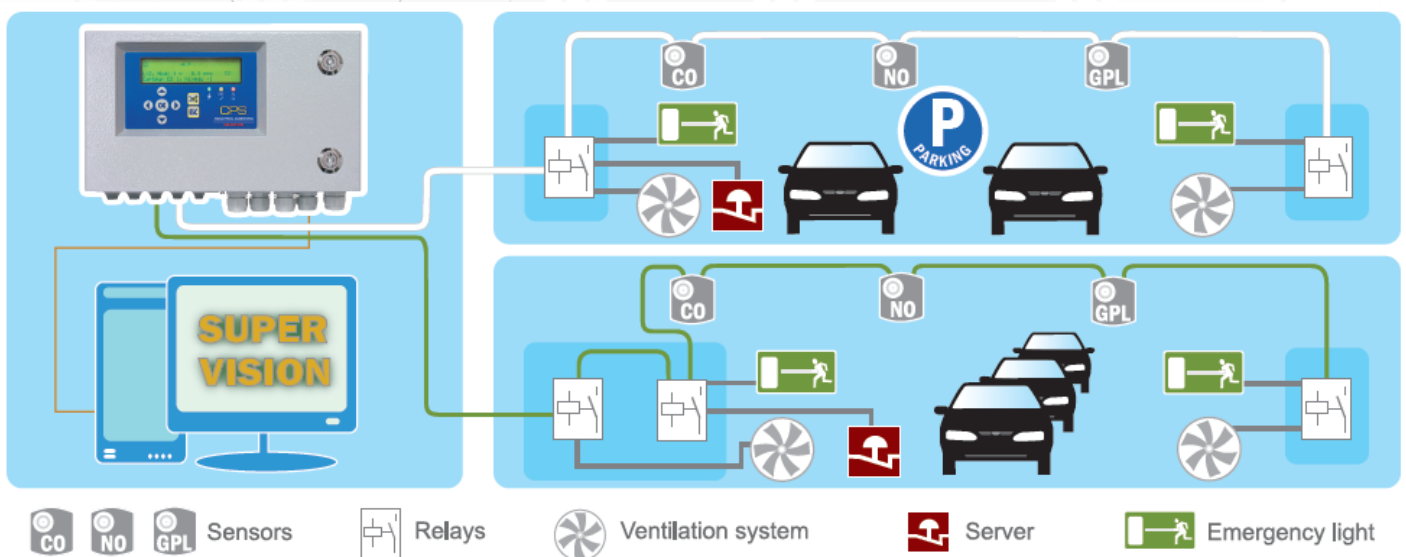 CO
NO
GPL
CPS
P
PARKING
SUPER
VISION
CO
NO
GPL
CO
NO
GPL
Sensors
Relays
Ventilation system
Server
Emergency light